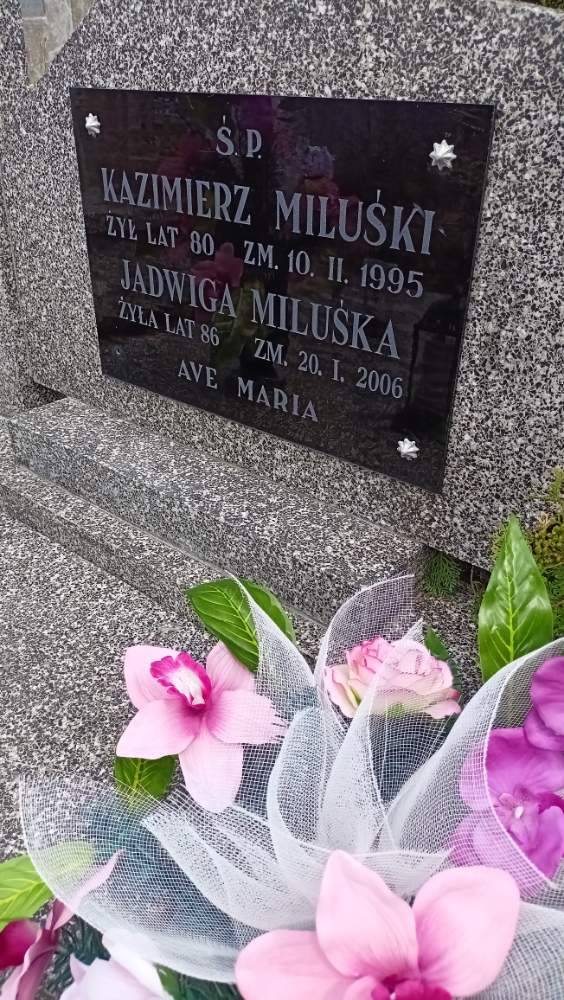 Ś.P.
KAZIMIERZ MILUŚKI
ŻYŁ LAT 80 ZM. 10. II. 1995
JADWIGA MILUŚKA
ŻYŁA LAT 86 ZM. 20. I. 2006
AVE MARIA